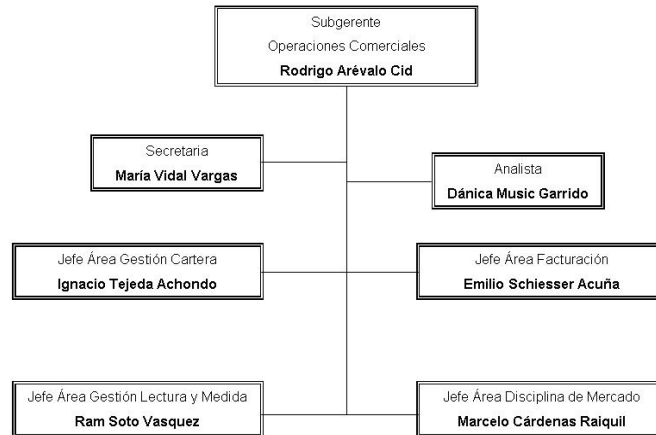 Subgerente
Operaciones Comerciales
Rodrigo Arévalo Cid
Secretaria
María Vidal Vargas
Analista
Dánica Music Garrido
Jefe Área Gestión Cartera
Ignacio Tejeda Achondo
Jefe Área Facturación
Emilio Schiesser Acuña
Jefe Área Gestión Lectura y Medida
Ram Soto Vasquez
Jefe Área Disciplina de Mercado
Marcelo Cárdenas Raiquil